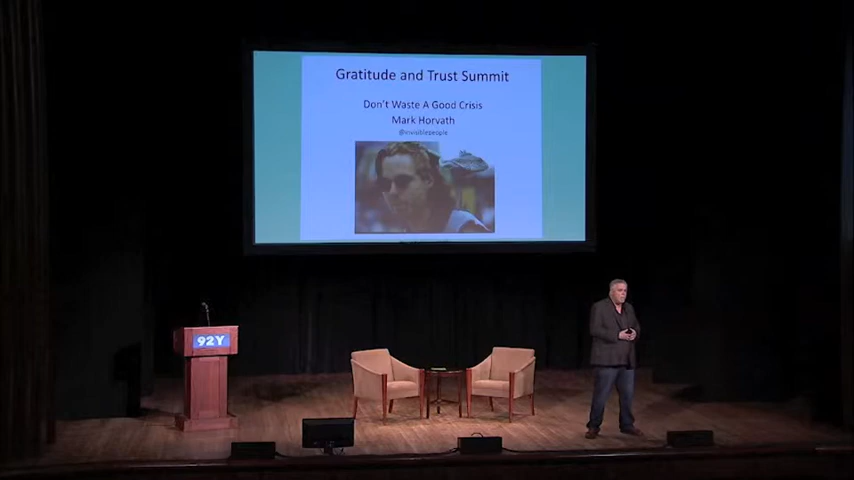 Gratitude and Trust Summit
Don't Waste A Good Crisis
Mark Horvath
@invisiblepeople
92Y